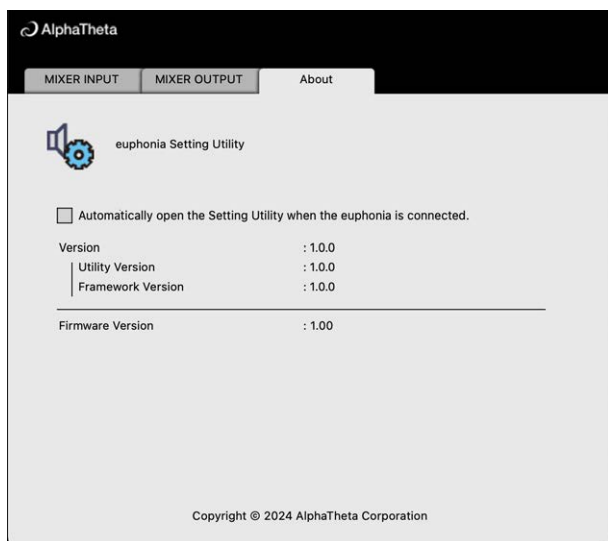 AlphaTheta
MIXER INPUT MIXER OUTPUT About
euphonia Setting Utility
Automatically open the Setting Utility when the euphonia is connected.
Version : 1.0.0
Utility Version : 1.0.0
Framework Version : 1.0.0
Firmware Version : 1.00
Copyright © 2024 AlphaTheta Corporation